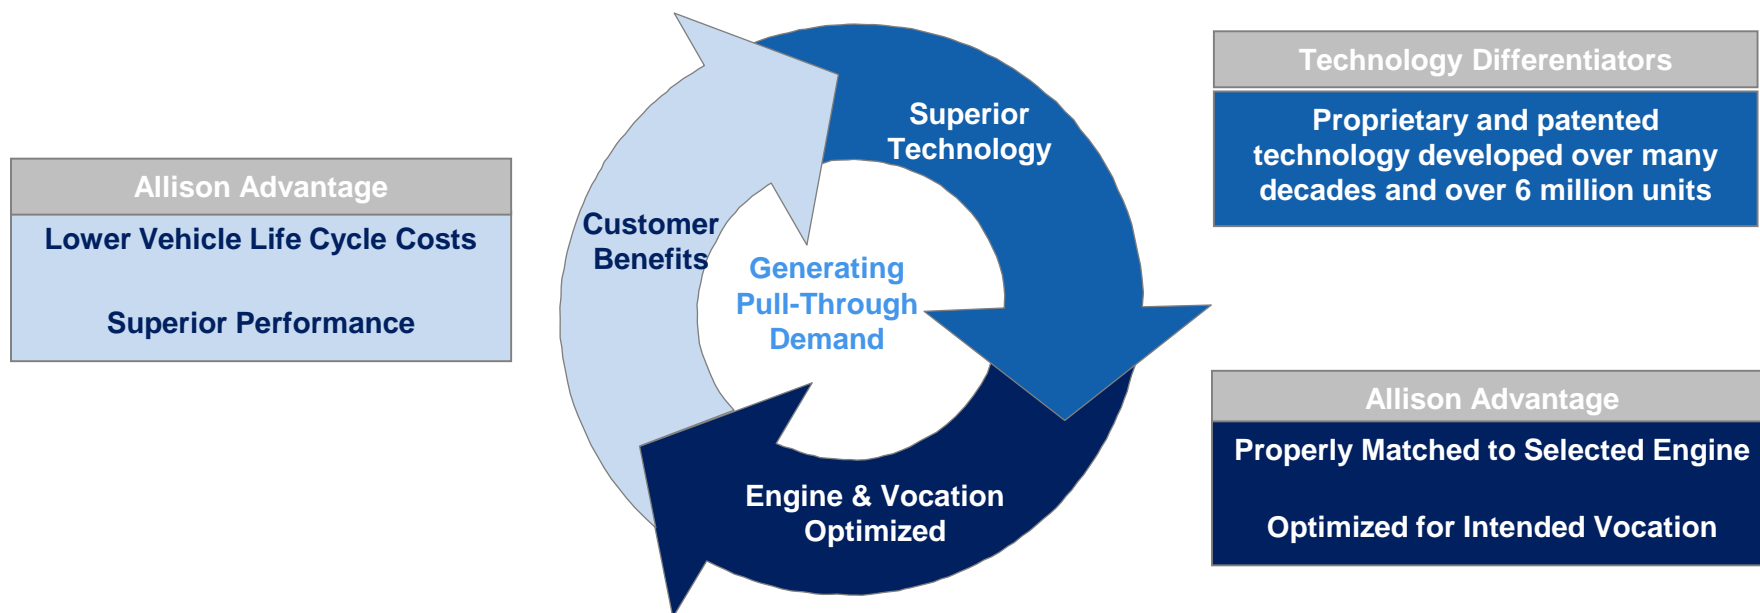 Superior
Technology
Technology Differentiators
Proprietary and patented
technology developed over many
decades and over 6 million units
Allison Advantage
Lower Vehicle Life Cycle Costs
Superior Performance
Customer
Benefits
Generating
Pull-Through
Demand
Engine & Vocation
Optimized
Allison Advantage
Properly Matched to Selected Engine
Optimized for Intended Vocation